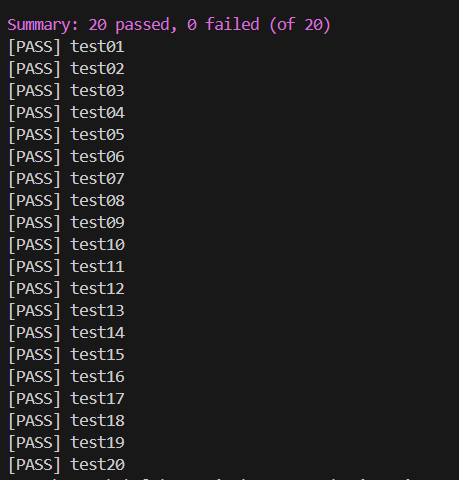 Summary: 20 passed, 0 failed (of 20)
[PASS] test01
[PASS] test02
[PASS] test03
[PASS] test04
[PASS] test05
[PASS] test06
[PASS] test07
[PASS] test08
[PASS] test09
[PASS] test10
[PASS] test11
[PASS] test12
[PASS] test13
[PASS] test14
[PASS] test15
[PASS] test16
[PASS] test17
[PASS] test18
[PASS] test19
[PASS] test20